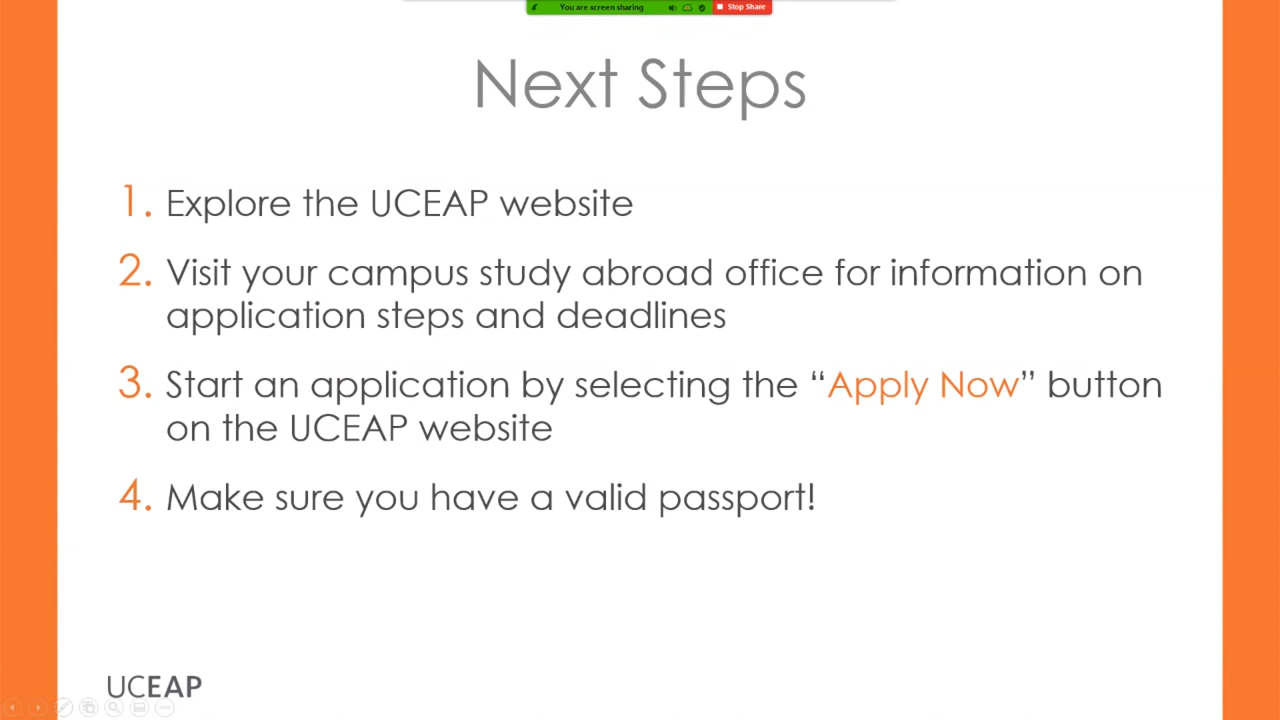 You are screen sharing Stop Share
Next Steps
1. Explore the UCEAP website
2. Visit your campus study abroad office for information on
application steps and deadlines
3. Start an application by selecting the “Apply Now” button
on the UCEAP website
4. Make sure you have a valid passport!
UCEAP